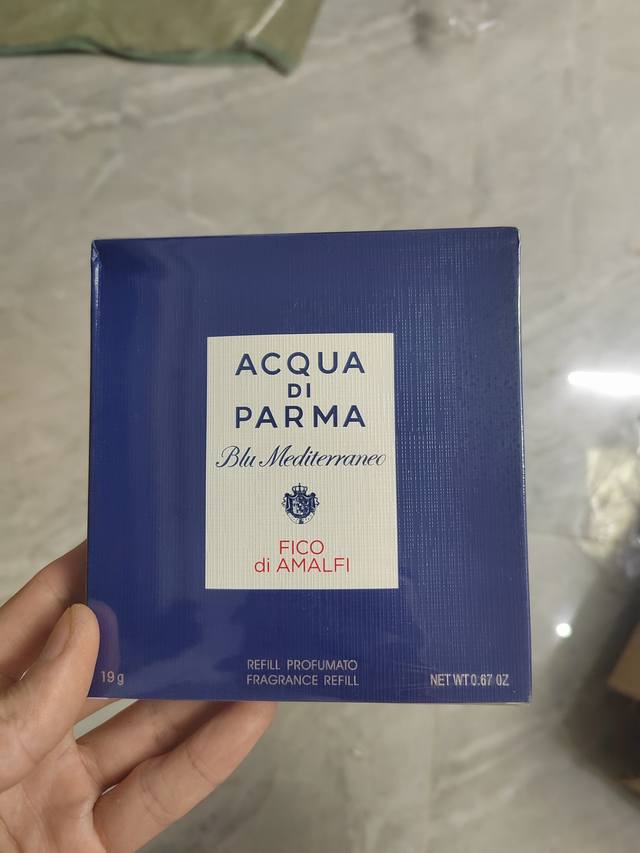 ACQUA
DI
PARMA
Blu Mediterraneo
FICO
di AMALFI
19 g
REFILL PROFUMATO
FRAGRANCE REFILL
NET WT 0.67 OZ